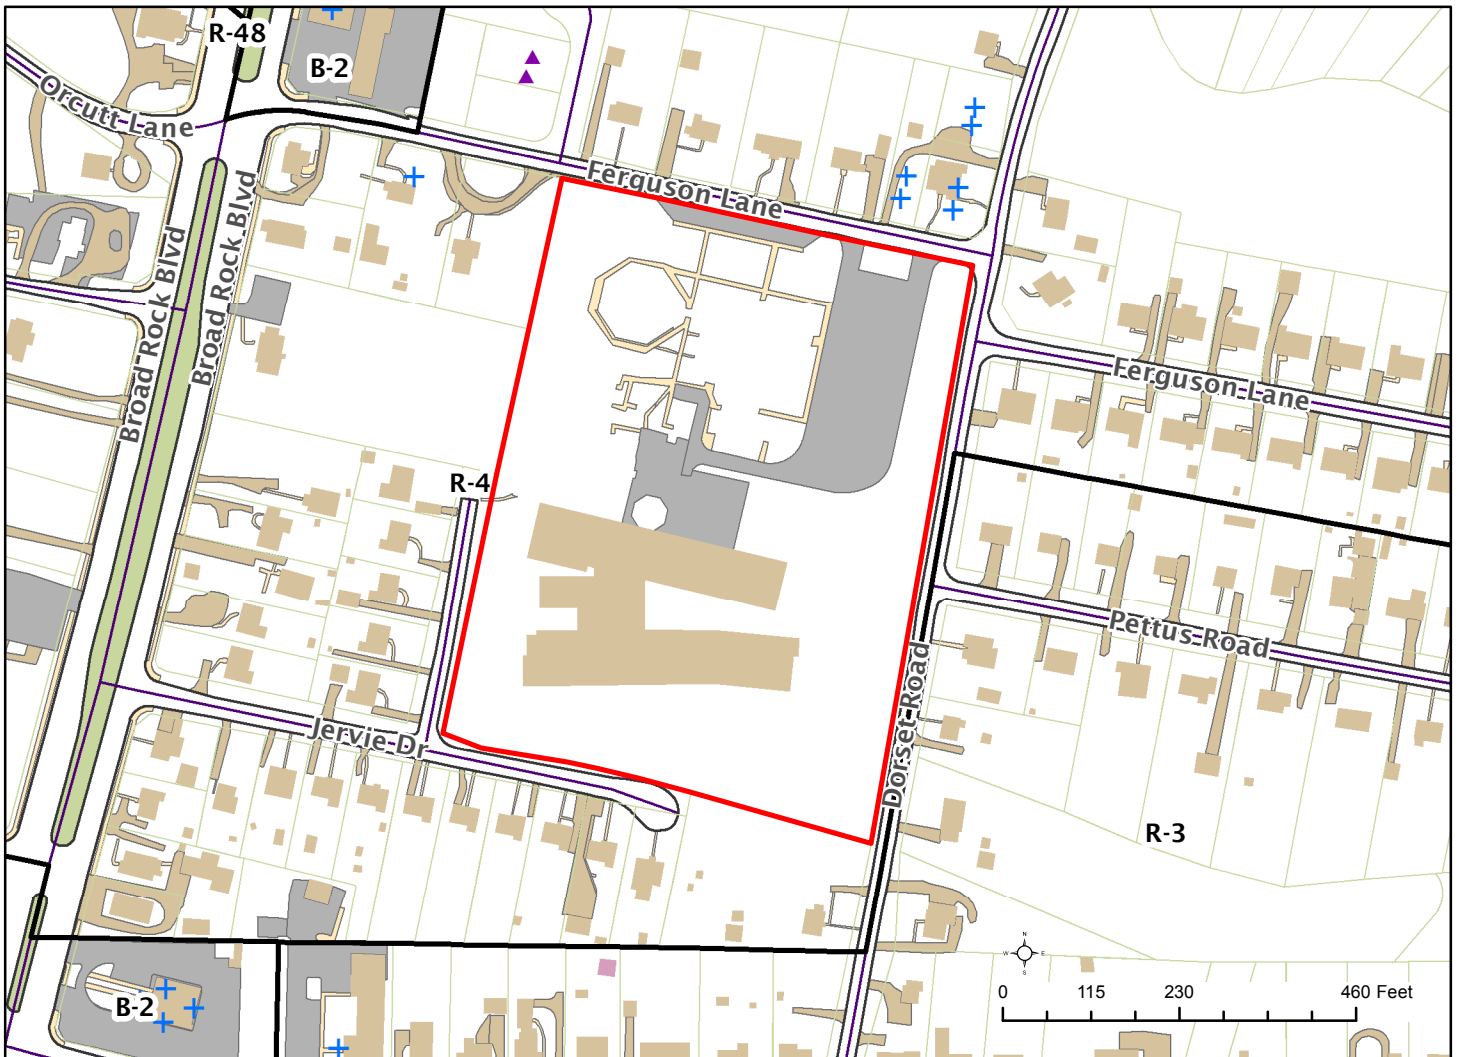 R-48
B-2
Orcutt Lane
Ferguson Lane
Broad Rock Blvd
Broad Rock Blvd
Ferguson Lane
R-4
Pettus Road
Jervie Dr
Dorset Road
R-3
N
W E
S
0 115 230 460 Feet
B-2